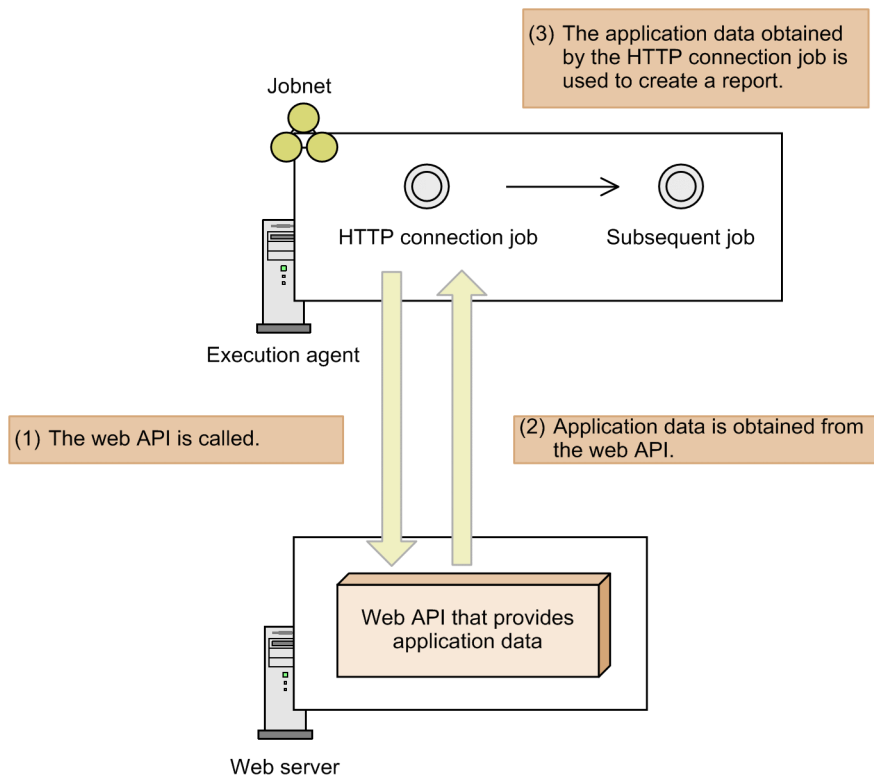 (3) The application data obtained
by the HTTP connection job is
used to create a report.
Jobnet
HTTP connection job
Subsequent job
Execution agent
(1) The web API is called.
(2) Application data is obtained from
the web API.
Web API that provides
application data
Web server